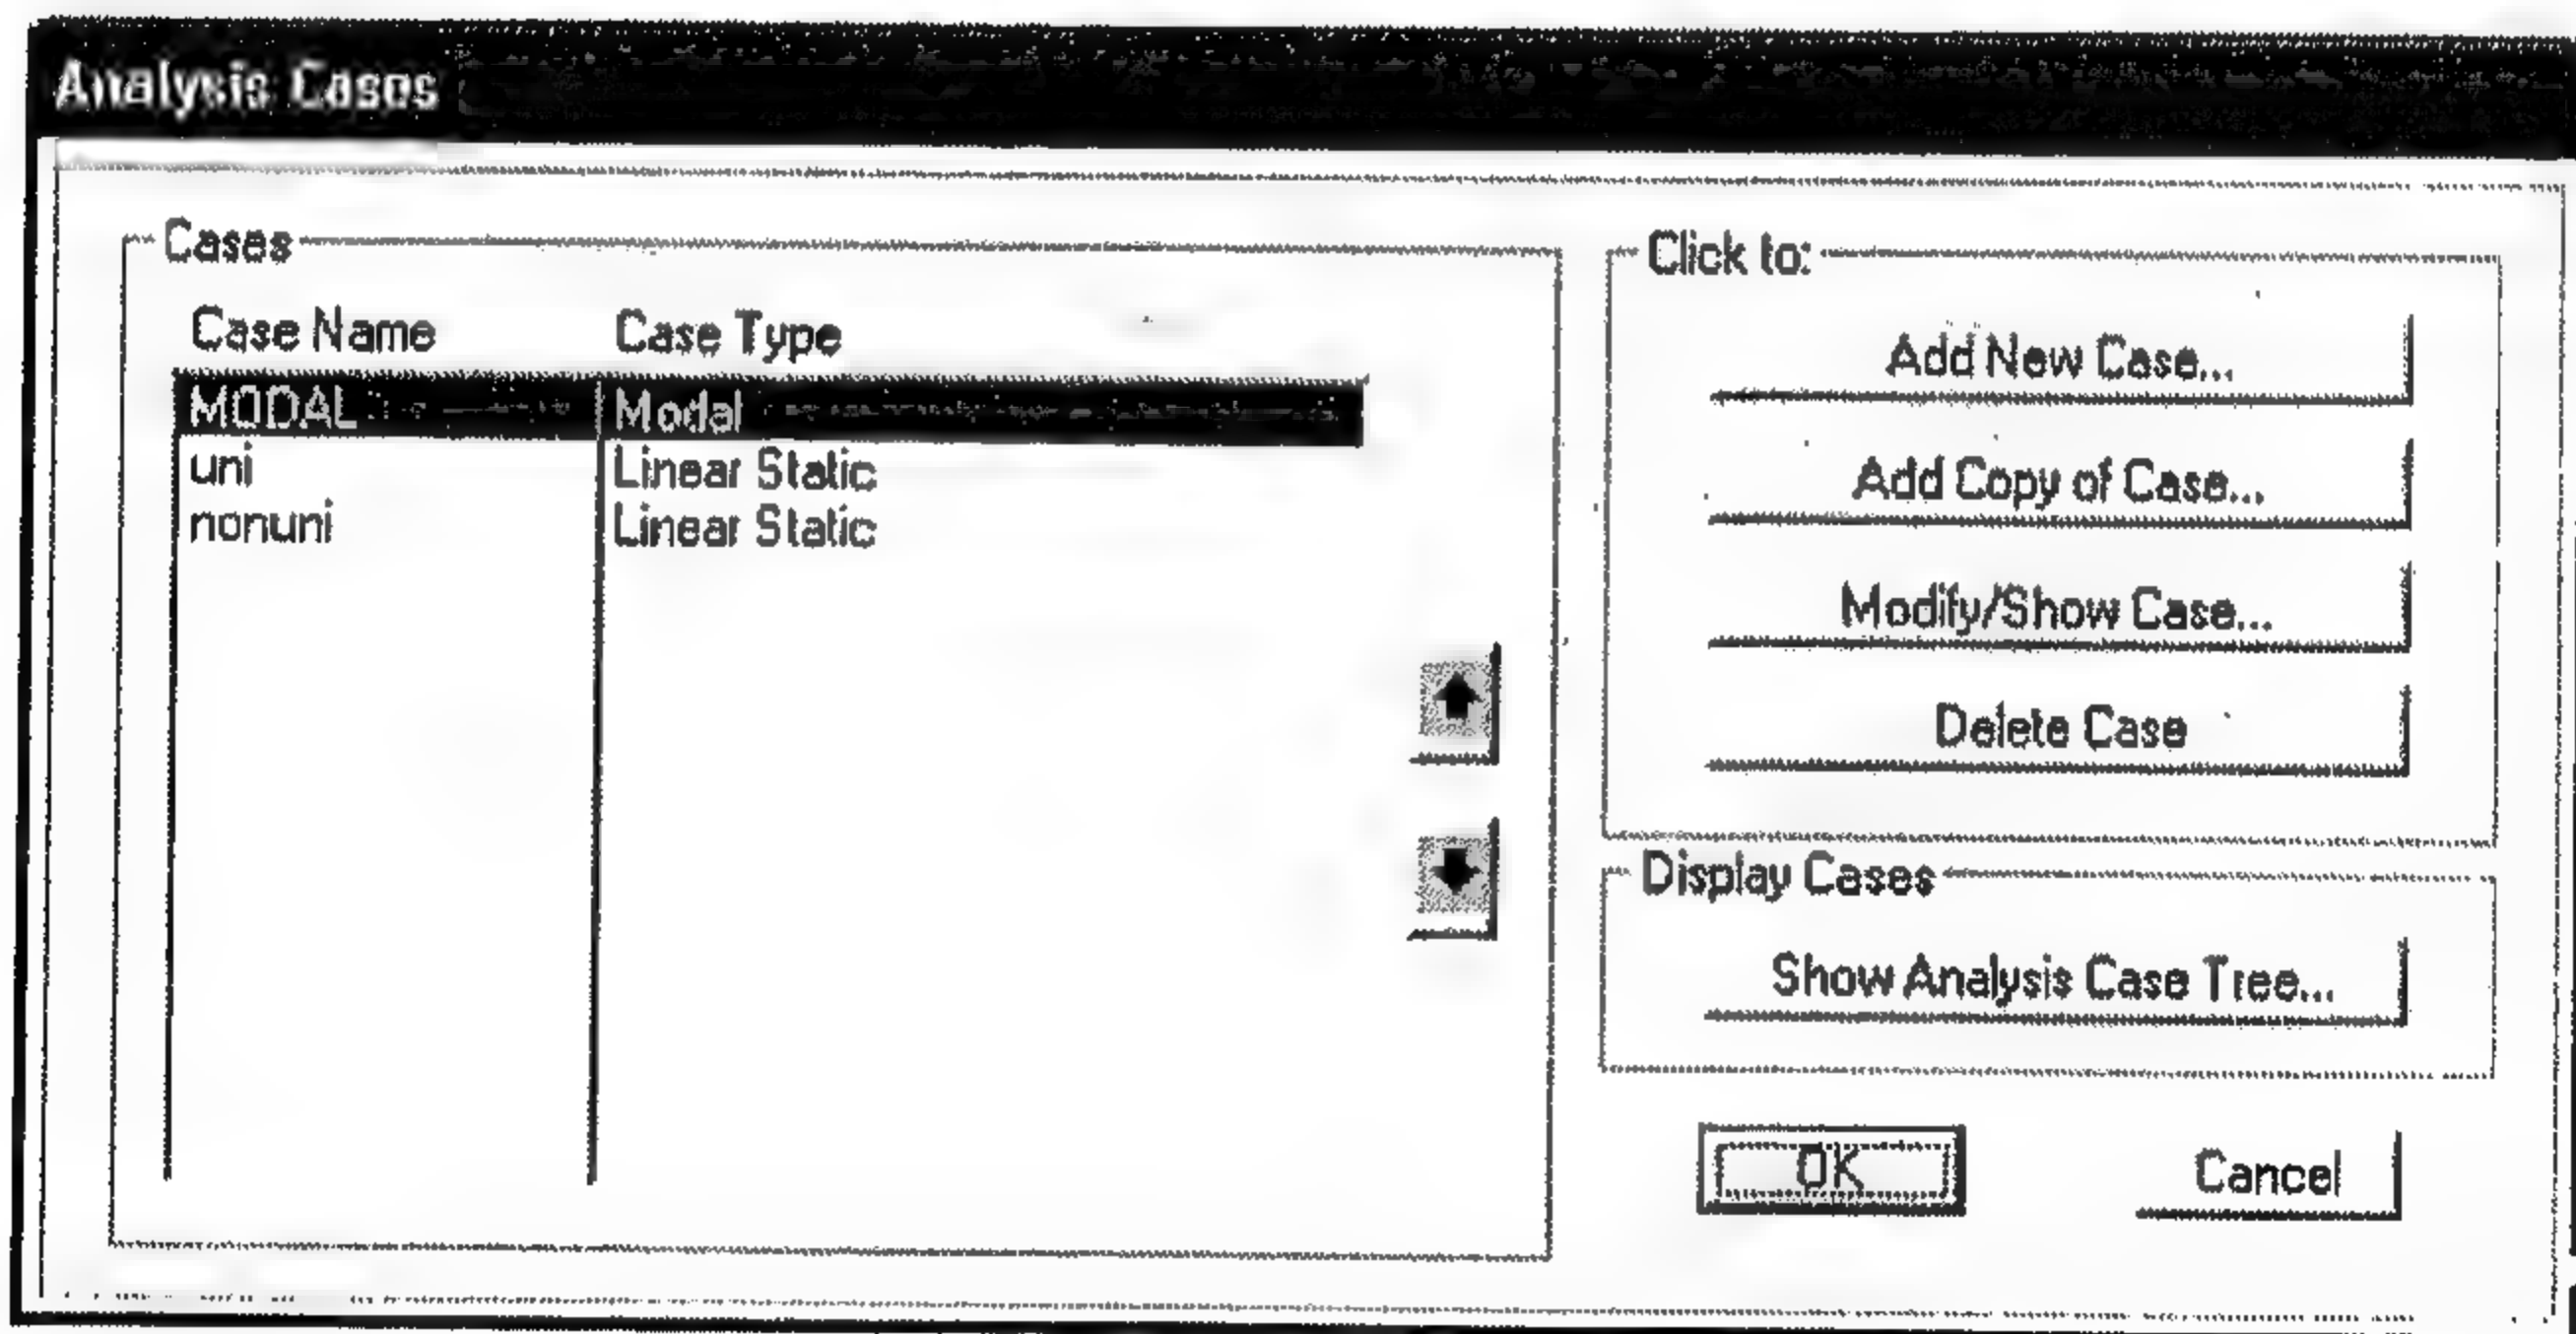 Analysis Cases
Cases
Case Name Case Type
MODAL Modal
uni Linear Static
nonuni Linear Static
Click to:
Add New Case...
Add Copy of Case...
Modify/Show Case...
Delete Case
Display Cases
Show Analysis Case Tree...
OK Cancel